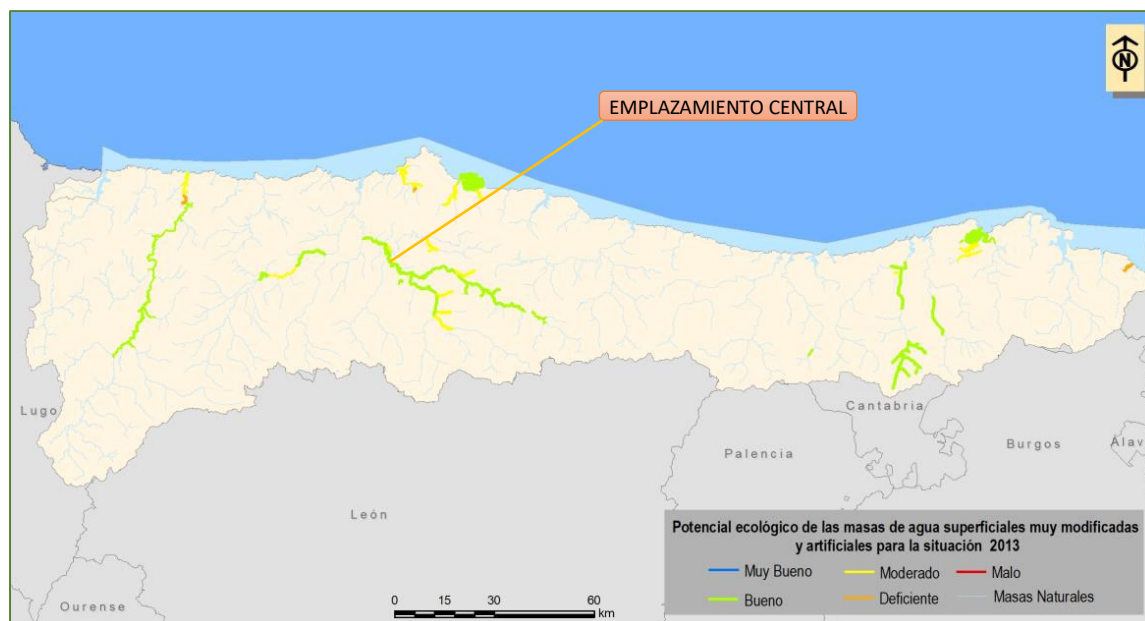 N
EMPLAZAMIENTO CENTRAL
Lugo
Cantabria
Burgos
Álav
Palencia
León
Ourense
Potencial ecológico de las masas de agua superficiales muy modificadas
y artificiales para la situación 2013
Muy Bueno
Moderado
Malo
Bueno
Deficiente
Masas Naturales
0 15 30 60
km